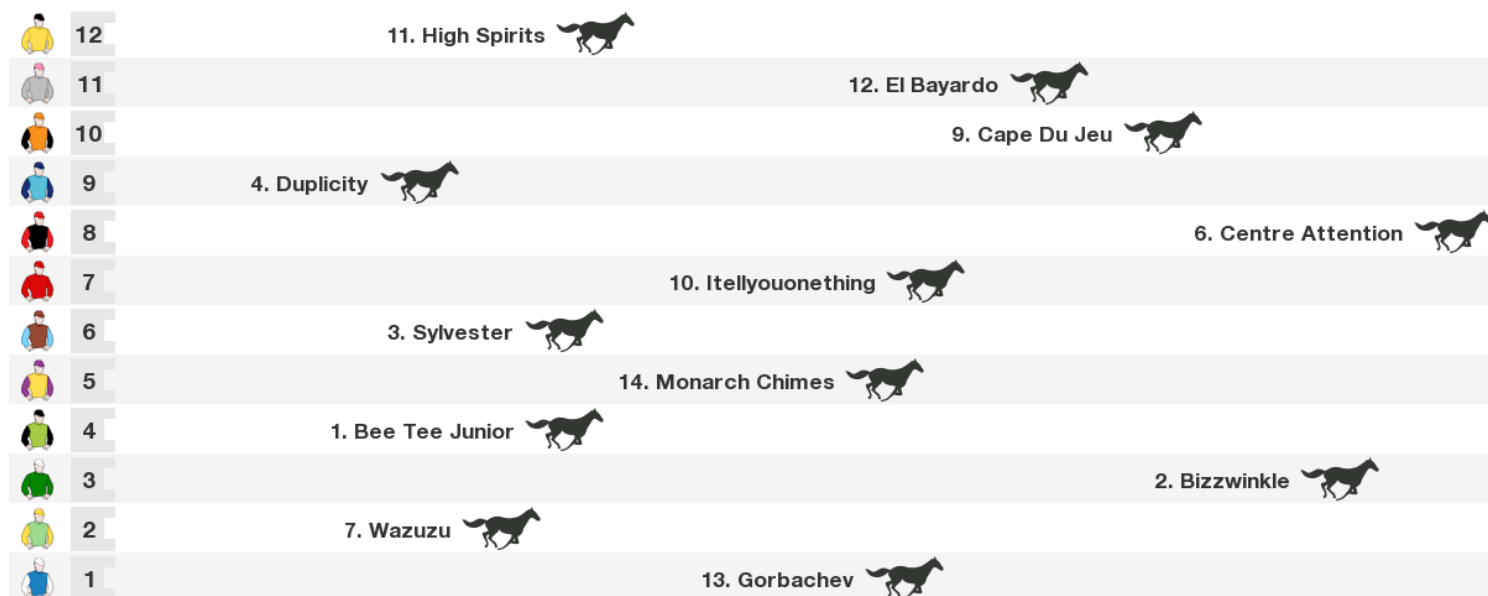 12 11. High Spirits
11 12. El Bayardo
10 9. Cape Du Jeu
9 4. Duplicity
8 6. Centre Attention
7 10. Itellyouonething
6 3. Sylvester
5 14. Monarch Chimes
4 1. Bee Tee Junior
3 2. Bizzwinkle
2 7. Wazuzu
1 13. Gorbachev